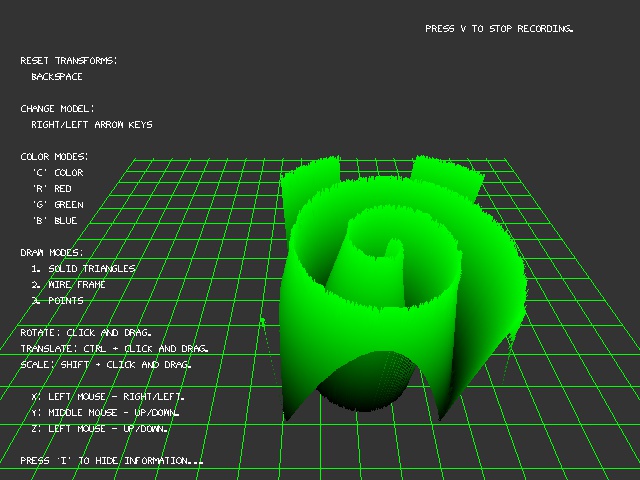 PRESS V TO STOP RECORDING.
RESET TRANSFORMS:
BACKSPACE
CHANGE MODEL:
RIGHT/LEFT ARROW KEYS
COLOR MODES:
'C' COLOR
'R' RED
'G' GREEN
'B' BLUE
DRAW MODES:
1. SOLID TRIANGLES
2. WIRE FRAME
3. POINTS
ROTATE: CLICK AND DRAG.
TRANSLATE: CTRL + CLICK AND DRAG.
SCALE: SHIFT + CLICK AND DRAG.
X: LEFT MOUSE - RIGHT/LEFT.
Y: MIDDLE MOUSE - UP/DOWN.
Z: LEFT MOUSE - UP/DOWN.
PRESS 'I' TO HIDE INFORMATION...